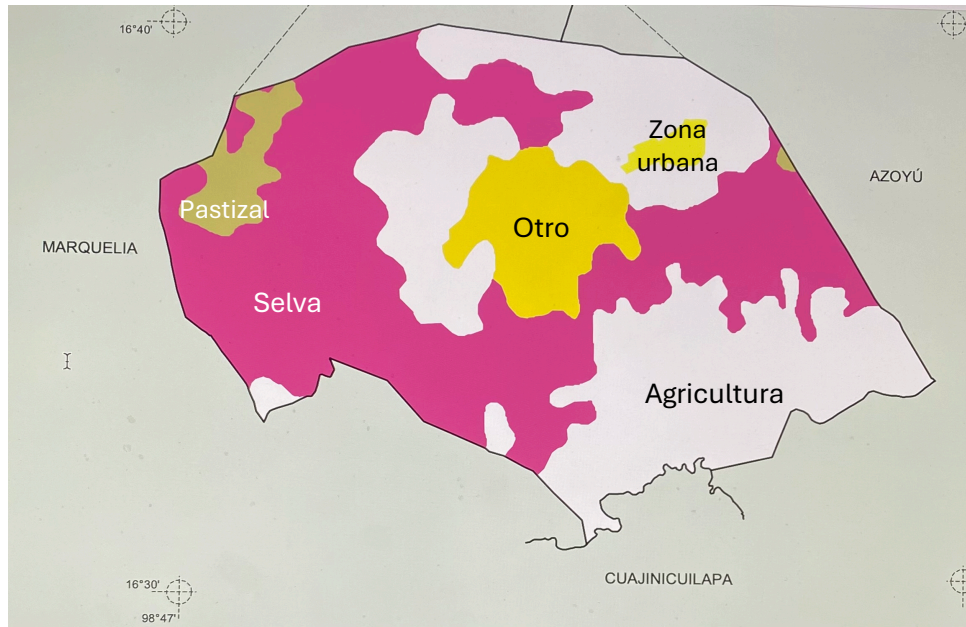 16°40'
Zona
urbana
AZOYÚ
Pastizal
Otro
MARQUELIA
Selva
Agricultura
CUAJINICUILAPA
16°30'
98°47'